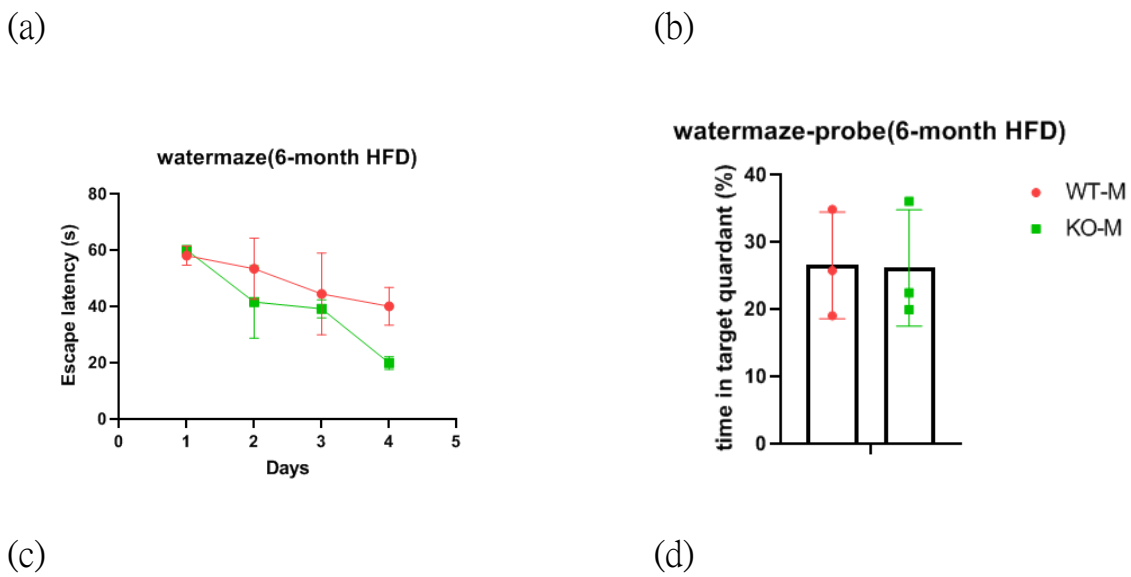 (a)
(b)
watermaze(6-month HFD)
80
60
40
20
0
Escape latency (s)
0 1 2 3 4 5
Days
watermaze-probe(6-month HFD)
40
30
20
10
0
time in target quardant (%)
WT-M
KO-M
(c)
(d)